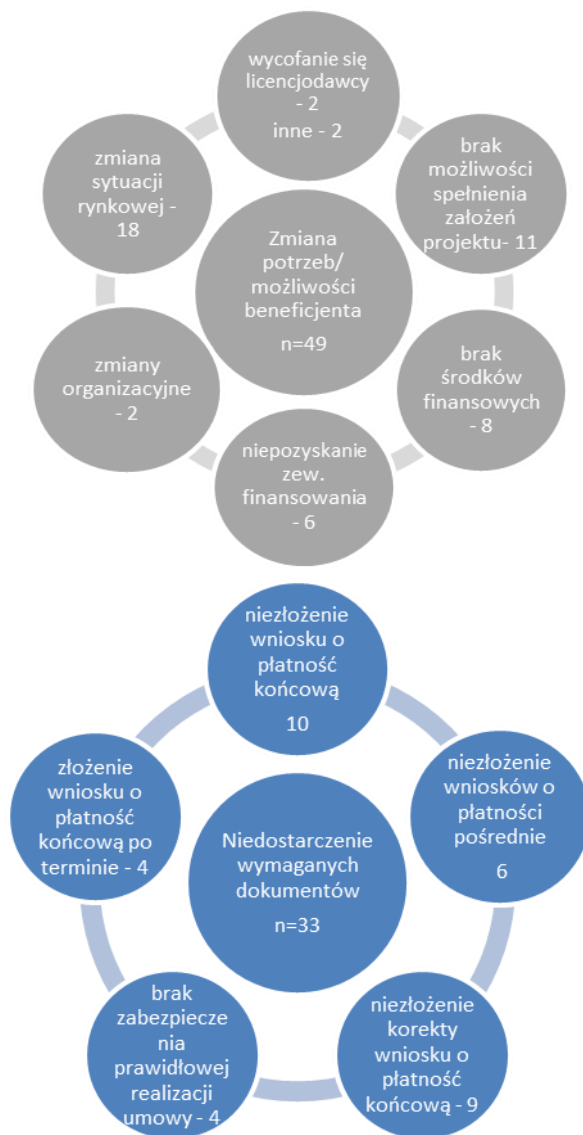 wycofanie się
licencjodawcy
- 2
inne - 2
brak
możliwości
spełnienia
założeń
projektu- 11
brak
środków
finansowych
- 8
niepozyskanie
zew.
finansowania
- 6
zmiany
organizacyjne
- 2
zmiana
sytuacji
rynkowej -
18
Zmiana
potrzeb/
możliwości
beneficjenta
n=49
niezłożenie
wniosku o
płatność
końcową
10
niezłożenie
wniosków o
płatności
pośrednie
6
niezłożenie
korekty
wniosku o
płatność
końcową - 9
brak
zabezpiecze
nia
prawidłowej
realizacji
umowy - 4
złożenie
wniosku o
płatność
końcową po
terminie - 4
Niedostarczenie
wymaganych
dokumentów
n=33